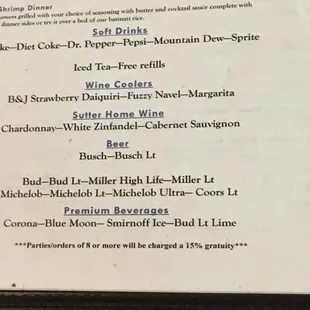 Shrimp Dinner
ewers grilled with your choice of seasoning with butter and cocktail sauce complete with
dinner sides or try it over a bed of our basmati rice.
Soft Drinks
ke—Diet Coke—Dr. Pepper—Pepsi—Mountain Dew—Sprite
Iced Tea—Free refills
Wine Coolers
B&J Strawberry Daiquiri—Fuzzy Navel—Margarita
Sutter Home Wine
Chardonnay—White Zinfandel—Cabernet Sauvignon
Beer
Busch—Busch Lt
Bud—Bud Lt—Miller High Life—Miller Lt
Michelob—Michelob Lt—Michelob Ultra— Coors Lt
Premium Beverages
Corona—Blue Moon— Smirnoff Ice—Bud Lt Lime
***Parties/orders of 8 or more will be charged a 15% gratuity***